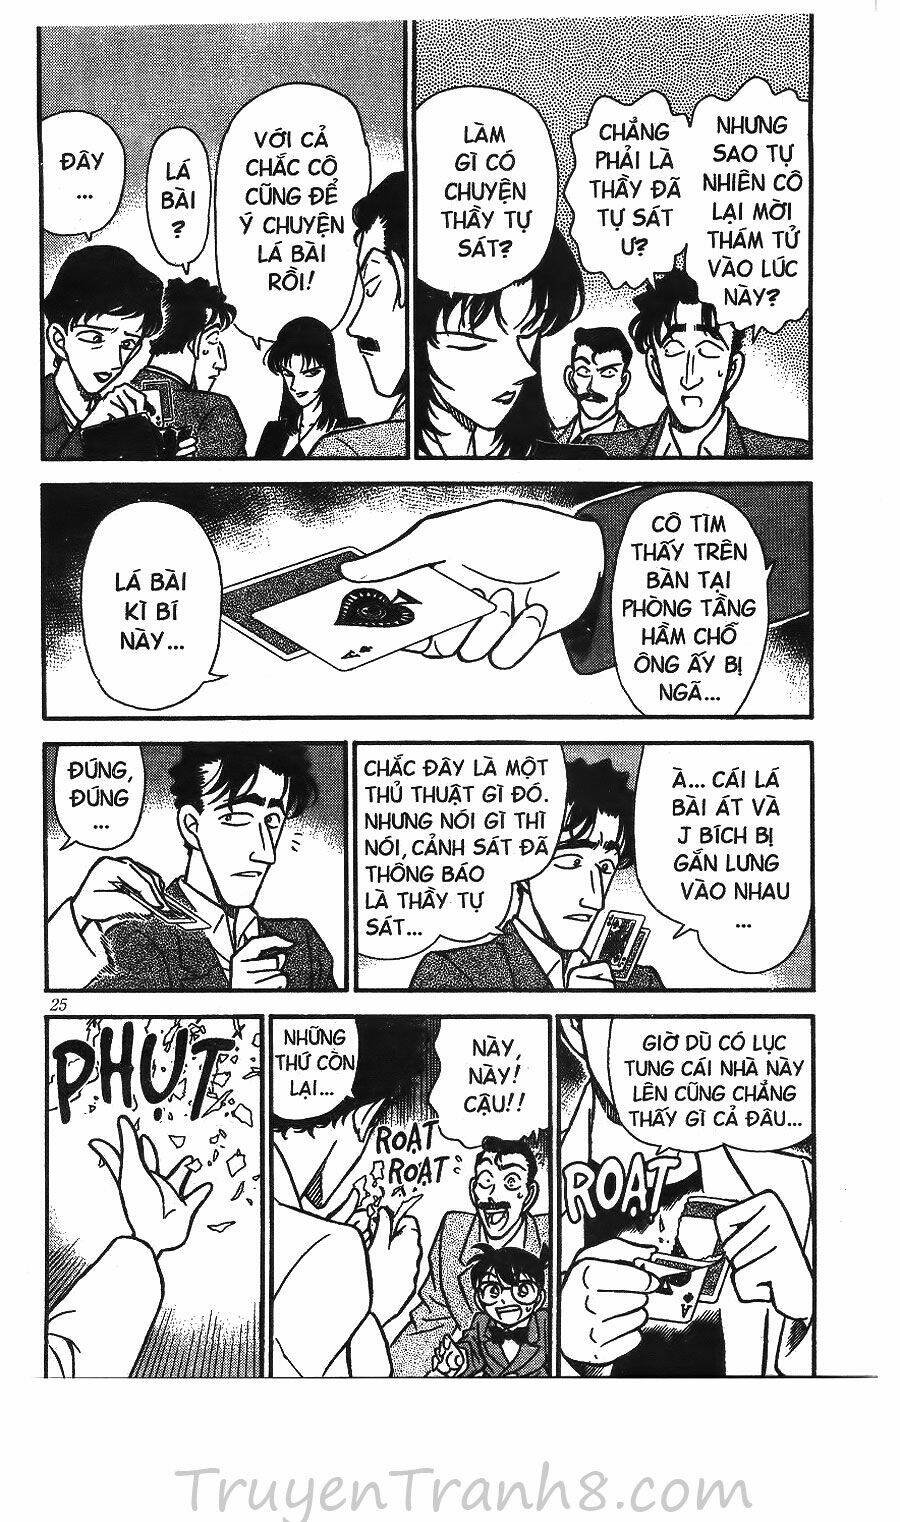 NHƯNG
SAO TỰ
NHIÊN CÔ
LẠI MỜI
THÁM TỬ
VÀO LÚC
NÀY?
CHẲNG
PHẢI LÀ
THẦY ĐÃ
TỰ SÁT
Ư?
LÀM
GÌ CÓ
CHUYỆN
THẦY TỰ
SÁT?
VỚI CẢ
CHẮC CÔ
CŨNG ĐỂ
Ý CHUYỆN
LÁ BÀI
RỒI!
LÁ
BÀI
?
ĐÂY
...
CÔ TÌM
THẤY TRÊN
BÀN TẠI
PHÒNG TẦNG
HẦM CHỖ
ÔNG ẤY BỊ
NGÃ...
LÁ BÀI
KÌ BÍ
NÀY...
A
À... CÁI LÁ
BÀI ÁT VÀ
J BÍCH BỊ
GẮN LƯNG
VÀO NHAU
...
CHẮC ĐÂY LÀ MỘT
THỦ THUẬT GÌ ĐÓ.
NHƯNG NÓI GÌ THÌ
NÓI, CẢNH SÁT ĐÃ
THÔNG BÁO
LÀ THẦY TỰ
SÁT...
ĐÚNG,
ĐÚNG
...
25
GIỜ DÙ CÓ LỤC
TUNG CÁI NHÀ NÀY
LÊN CŨNG CHẲNG
THẤY GÌ CẢ ĐÂU...
ROẠT
A
NÀY,
NÀY!
CẬU!!
NHỮNG
THỨ CÒN
LẠI...
ROẠT
ROẠT
PHỤT
TruyenTranh8.com